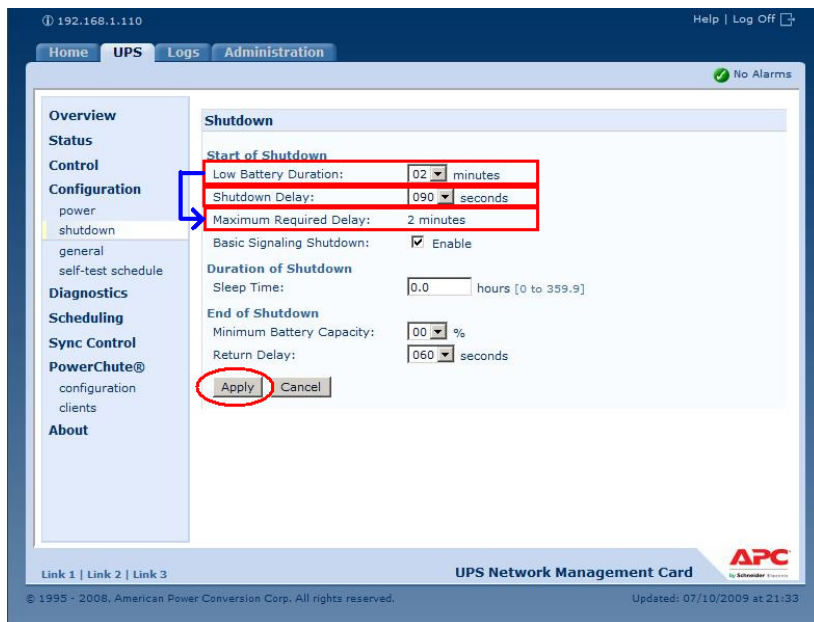 192.168.1.110
Help | Log Off
Home UPS Logs Administration
No Alarms
Overview
Status
Control
Configuration
power
shutdown
general
self-test schedule
Diagnostics
Scheduling
Sync Control
PowerChute®
configuration
clients
About
Shutdown
Start of Shutdown
Low Battery Duration: 02 minutes
Shutdown Delay: 090 seconds
Maximum Required Delay: 2 minutes
Basic Signaling Shutdown: Enable
Duration of Shutdown
Sleep Time: 0.0 hours [0 to 359.9]
End of Shutdown
Minimum Battery Capacity: 00 %
Return Delay: 060 seconds
Apply Cancel
Link 1 | Link 2 | Link 3
UPS Network Management Card
APC
by Schneider Electric
© 1995 - 2008, American Power Conversion Corp. All rights reserved.
Updated: 07/10/2009 at 21:33